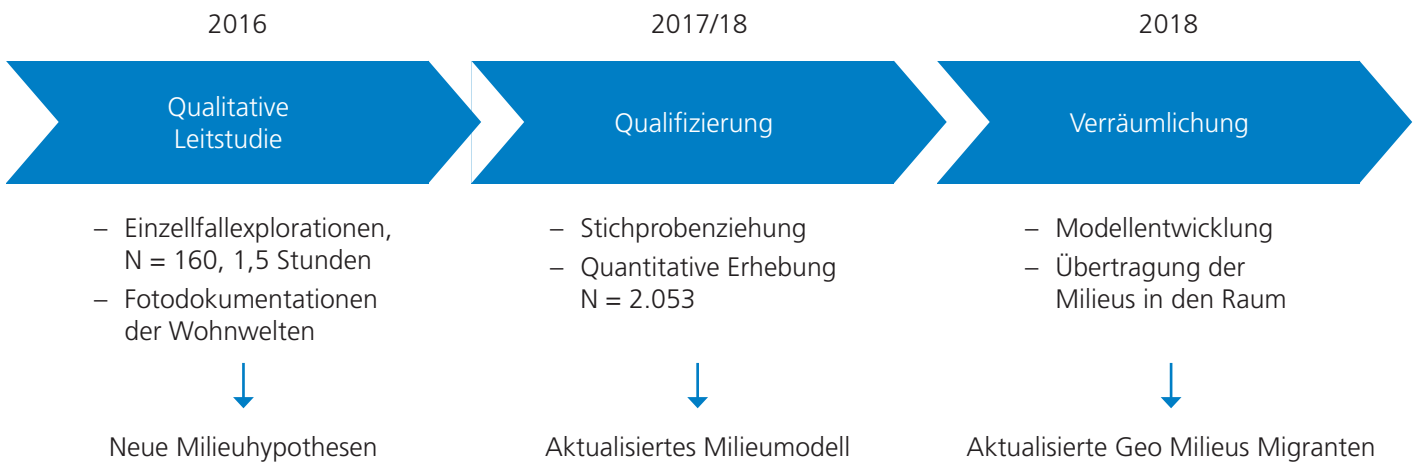 2016
Qualitative
Leitstudie
– Einzellfallexplorationen,
N = 160, 1,5 Stunden
– Fotodokumentationen
der Wohnwelten
Neue Milieuhypothesen
2017/18
Qualifizierung
– Stichprobenziehung
– Quantitative Erhebung
N = 2.053
Aktualisiertes Milieumodell
2018
Verräumlichung
– Modellentwicklung
– Übertragung der
Milieus in den Raum
Aktualisierte Geo Milieus Migranten